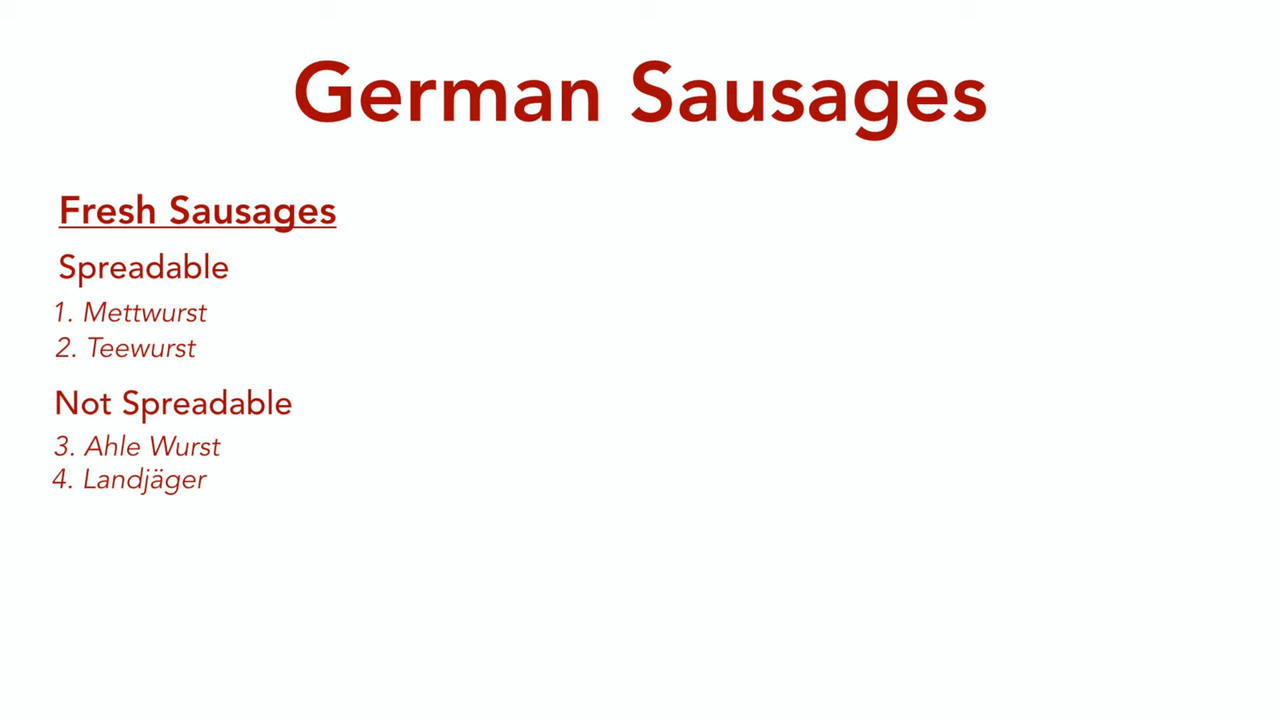 German Sausages
Fresh Sausages
Spreadable
1. Mettwurst
2. Teewurst
Not Spreadable
3. Ahle Wurst
4. Landjäger